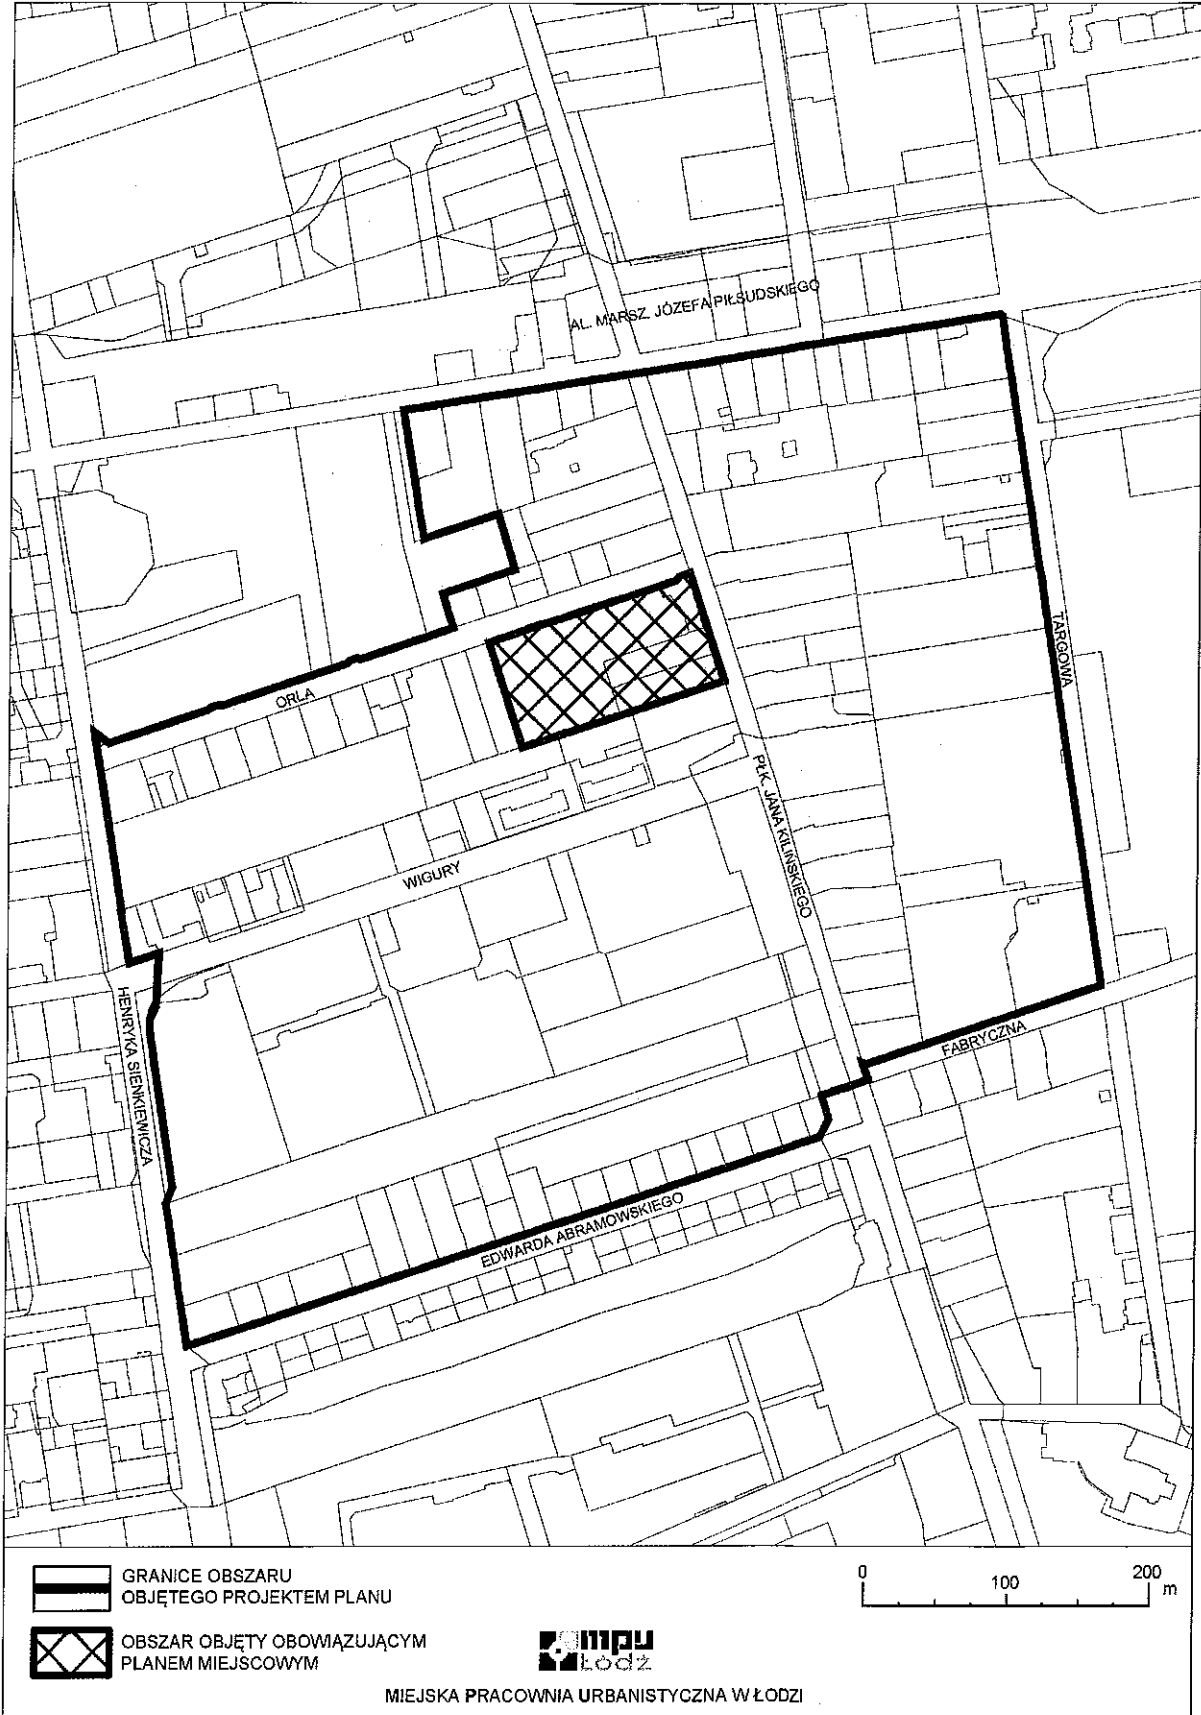 AL. MARSZ. JÓZEFA PIŁSUDSKIEGO
TARGOWA
ORLA
PŁK. JANA KILIŃSKIEGO
WIGURY
HENRYKA SIENKIEWICZA
FABRYCZNA
EDWARDA ABRAMOWSKIEGO
GRANICE OBSZARU
OBJĘTEGO PROJEKTEM PLANU
0 100 200 m
OBSZAR OBJĘTY OBOWIĄZUJĄCYM
PLANEM MIEJSCOWYM
mpu
Łódź
MIEJSKA PRACOWNIA URBANISTYCZNA W ŁODZI